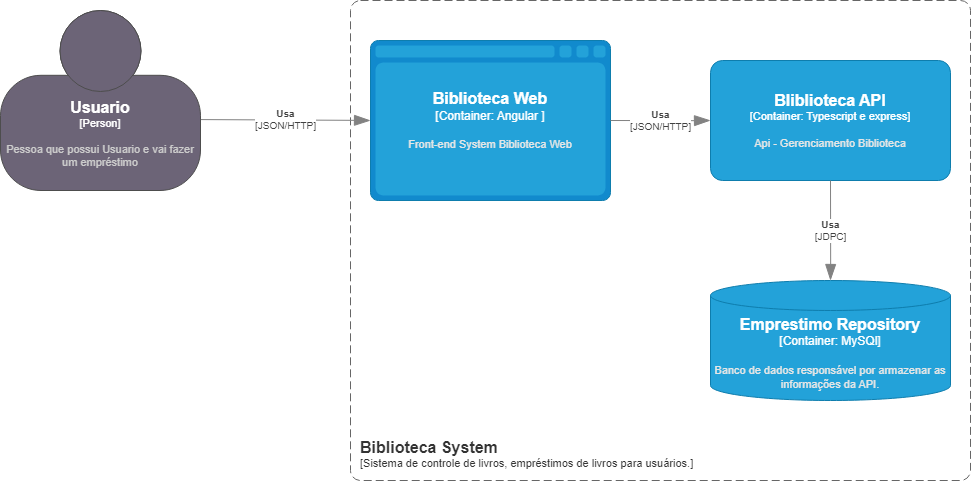 Usuario
[Person]
Pessoa que possui Usuario e vai fazer
um empréstimo
Usa
[JSON/HTTP]
Biblioteca Web
[Container: Angular ]
Front-end System Biblioteca Web
Usa
[JSON/HTTP]
Bliblioteca API
[Container: Typescript e express]
Api - Gerenciamento Biblioteca
Usa
[JDPC]
Emprestimo Repository
[Container: MySQl]
Banco de dados responsável por armazenar as
informações da API.
Biblioteca System
[Sistema de controle de livros, empréstimos de livros para usuários.]